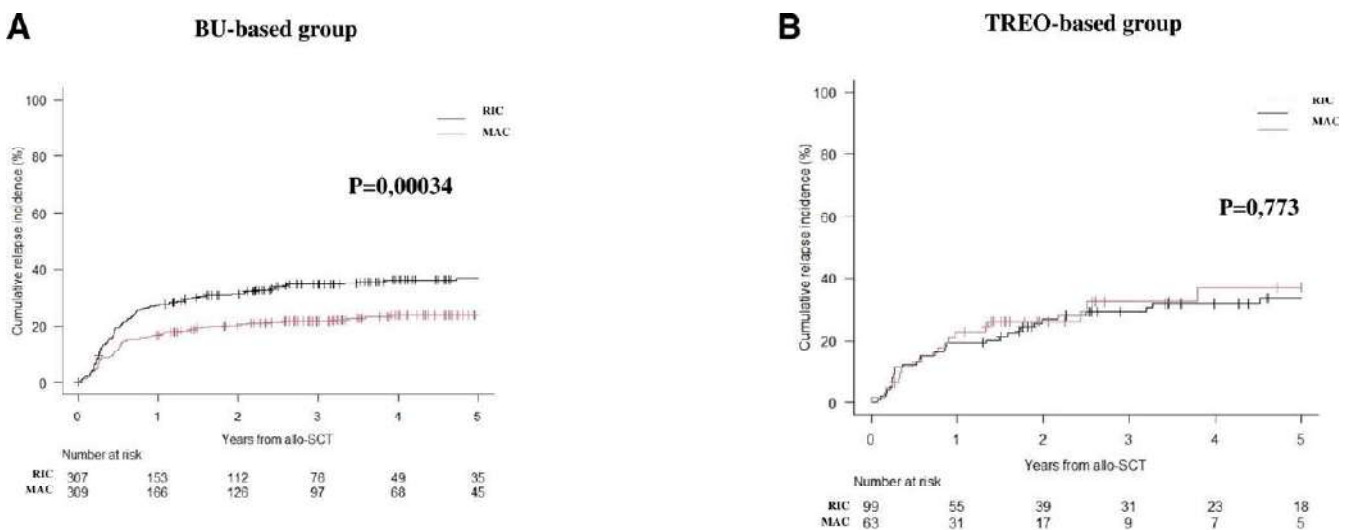 A
BU-based group
100
80
60
40
20
0
Cumulative relapse incidence (%)
RIC
MAC
P=0,00034
0 1 2 3 4 5
Years from allo-SCT
Number at risk
RIC 307 153 112 76 49 35
MAC 309 166 126 97 68 45
B
TREO-based group
100
80
60
40
20
0
Cumulative relapse incidence (%)
RIC
MAC
P=0,773
0 1 2 3 4 5
Years from allo-SCT
Number at risk
RIC 99 55 39 31 23 18
MAC 63 31 17 9 7 5